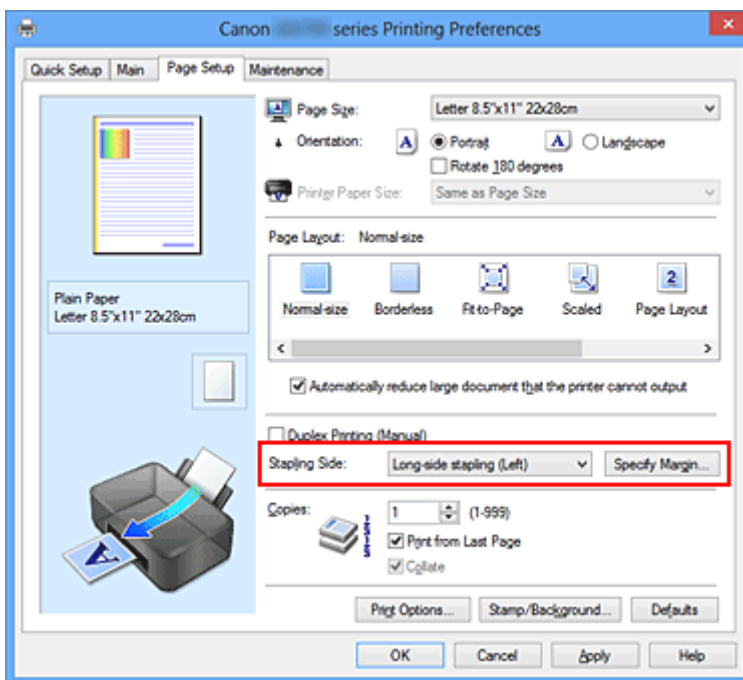 Canon series Printing Preferences
Quick Setup Main Page Setup Maintenance
Page Size: Letter 8.5"x11" 22x28cm
Orientation: A Portrait A Landscape
Rotate 180 degrees
Printer Paper Size: Same as Page Size
Page Layout: Normal-size
2
Normal-size Borderless Fit-to-Page Scaled Page Layout
Plain Paper
Letter 8.5"x11" 22x28cm
Automatically reduce large document that the printer cannot output
Duplex Printing (Manual)
Stapling Side: Long-side stapling (Left) Specify Margin...
Copies: 1 (1-999)
Print from Last Page
Collate
A
Print Options... Stamp/Background... Defaults
OK Cancel Apply Help